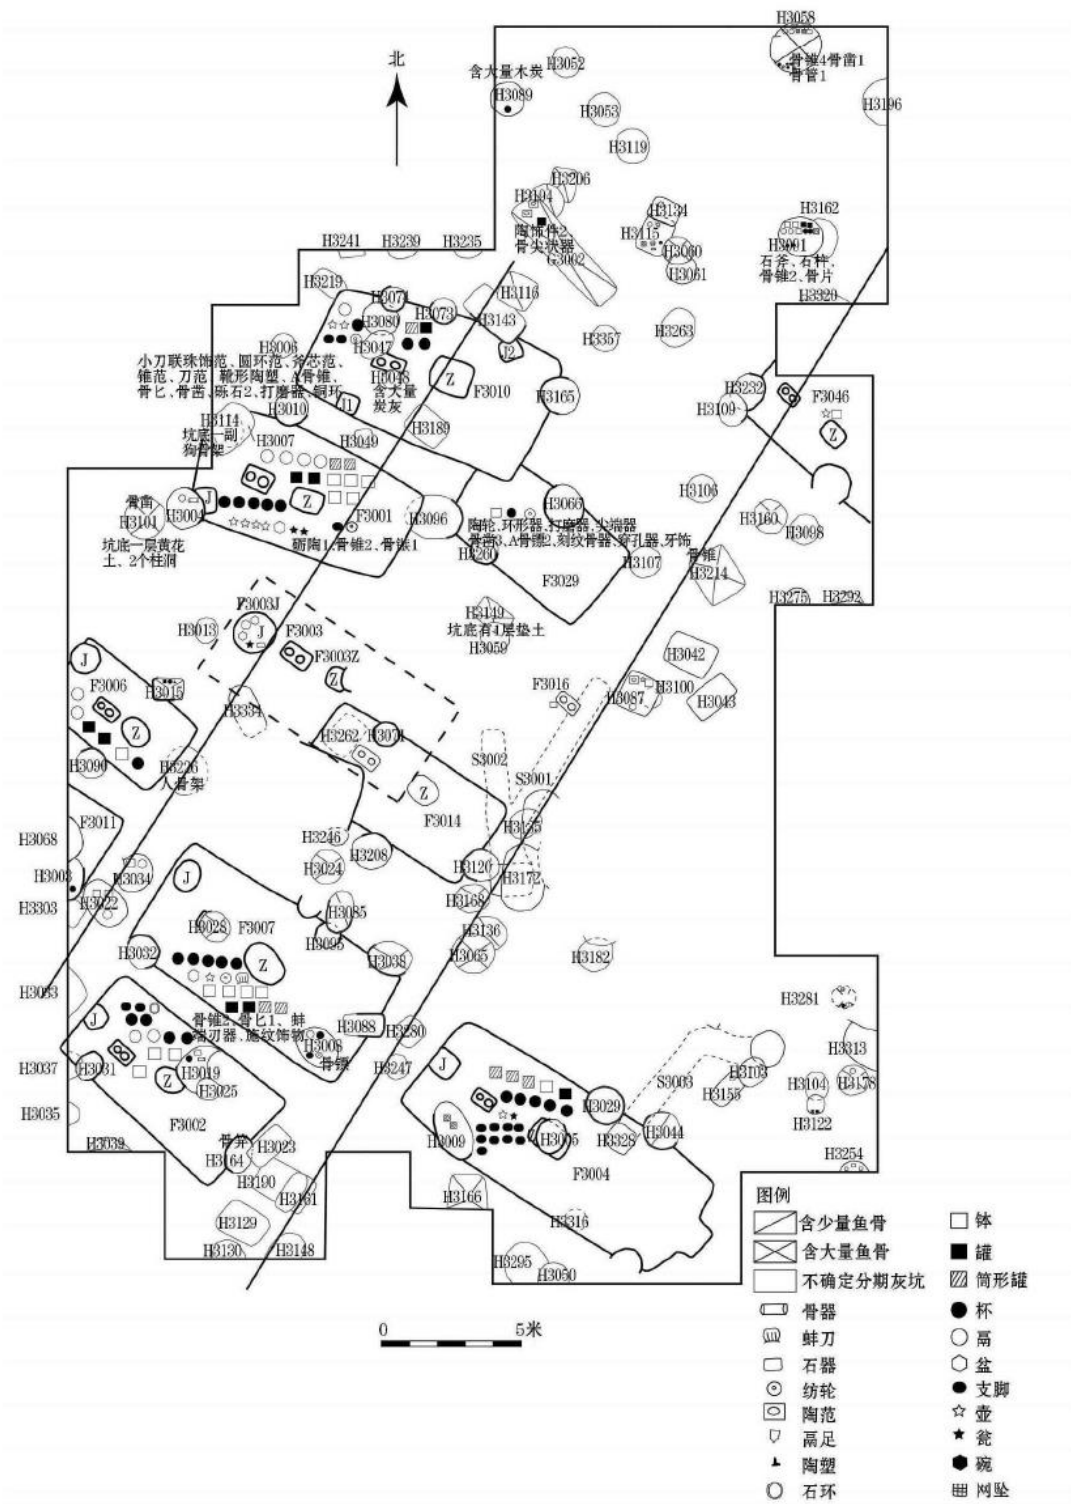 H3058
北
H3052
含大量木炭
骨锥4骨凿1
骨管1
H3089
H3196
H3053
H3119
H3206
H3194
H3134
H3162
陶饰件2、
骨尖状器
H3115
H3060
H3091
G3002
H3061
石斧、石杵、
骨锥2、骨片
H3241
H3239
H3235
H3219
H3116
H3320
H3073
H3080
H3143
H3263
H3357
H3006
H3047
J2
小刀联珠饰范、圆环范、斧芯范、
锥范、刀范、靴形陶塑、A骨锥、
骨匕、骨凿、砾石2、打磨器、铜环
H3048
含大量
炭灰
Z
F3010
H3165
H3232
F3046
H3109
H3010
J1
H3114
坑底一副
狗骨架
H3007
H3049
H3189
Z
H3106
骨凿
H3101
H3004
J
Z
F3001
H3096
H3066
H3160
H3098
坑底一层黄花
土、2个柱洞
砺陶1、骨锥2、骨镞1
陶轮、环形器、打磨器、尖端器
骨凿3、A骨镖2、刻纹骨器、穿孔器、牙饰
H3260
F3029
H3107
骨锥
H3214
H3275
H3292
F3003J
H3149
H3013
J
F3003
坑底有4层垫土
H3059
H3042
F3003Z
Z
J
F3006
H3015
F3016
H3087
H3100
H3043
H3334
Z
H3262
H3071
S3002
H3090
H3226
人骨架
S3001
Z
F3014
F3011
H3068
H3246
H3135
H3208
H3024
H3120
H3003
H3034
H3172
J
H3303
H3022
H3168
H3085
H3028
F3007
H3136
H3095
H3032
Z
H3038
H3065
H3182
H3033
H3281
J
骨锥2、骨匕1、蚌
端刃器、施纹饰物
H3088
H3280
H3008
骨镖
H3313
H3037
H3031
H3019
Z
H3025
H3247
J
S3003
H3103
H3155
H3104
H3178
H3035
F3002
H3029
H3122
H3039
骨笄
H3164
H3023
H3009
H3005
H3328
H3044
H3254
F3004
H3190
H3161
H3166
H3129
H3316
H3130
H3148
H3295
H3050
图例
含少量鱼骨
钵
含大量鱼骨
罐
不确定分期灰坑
筒形罐
骨器
杯
蚌刀
鬲
石器
盆
纺轮
支脚
陶范
壶
鬲足
瓮
陶塑
碗
石环
网坠
0
5米